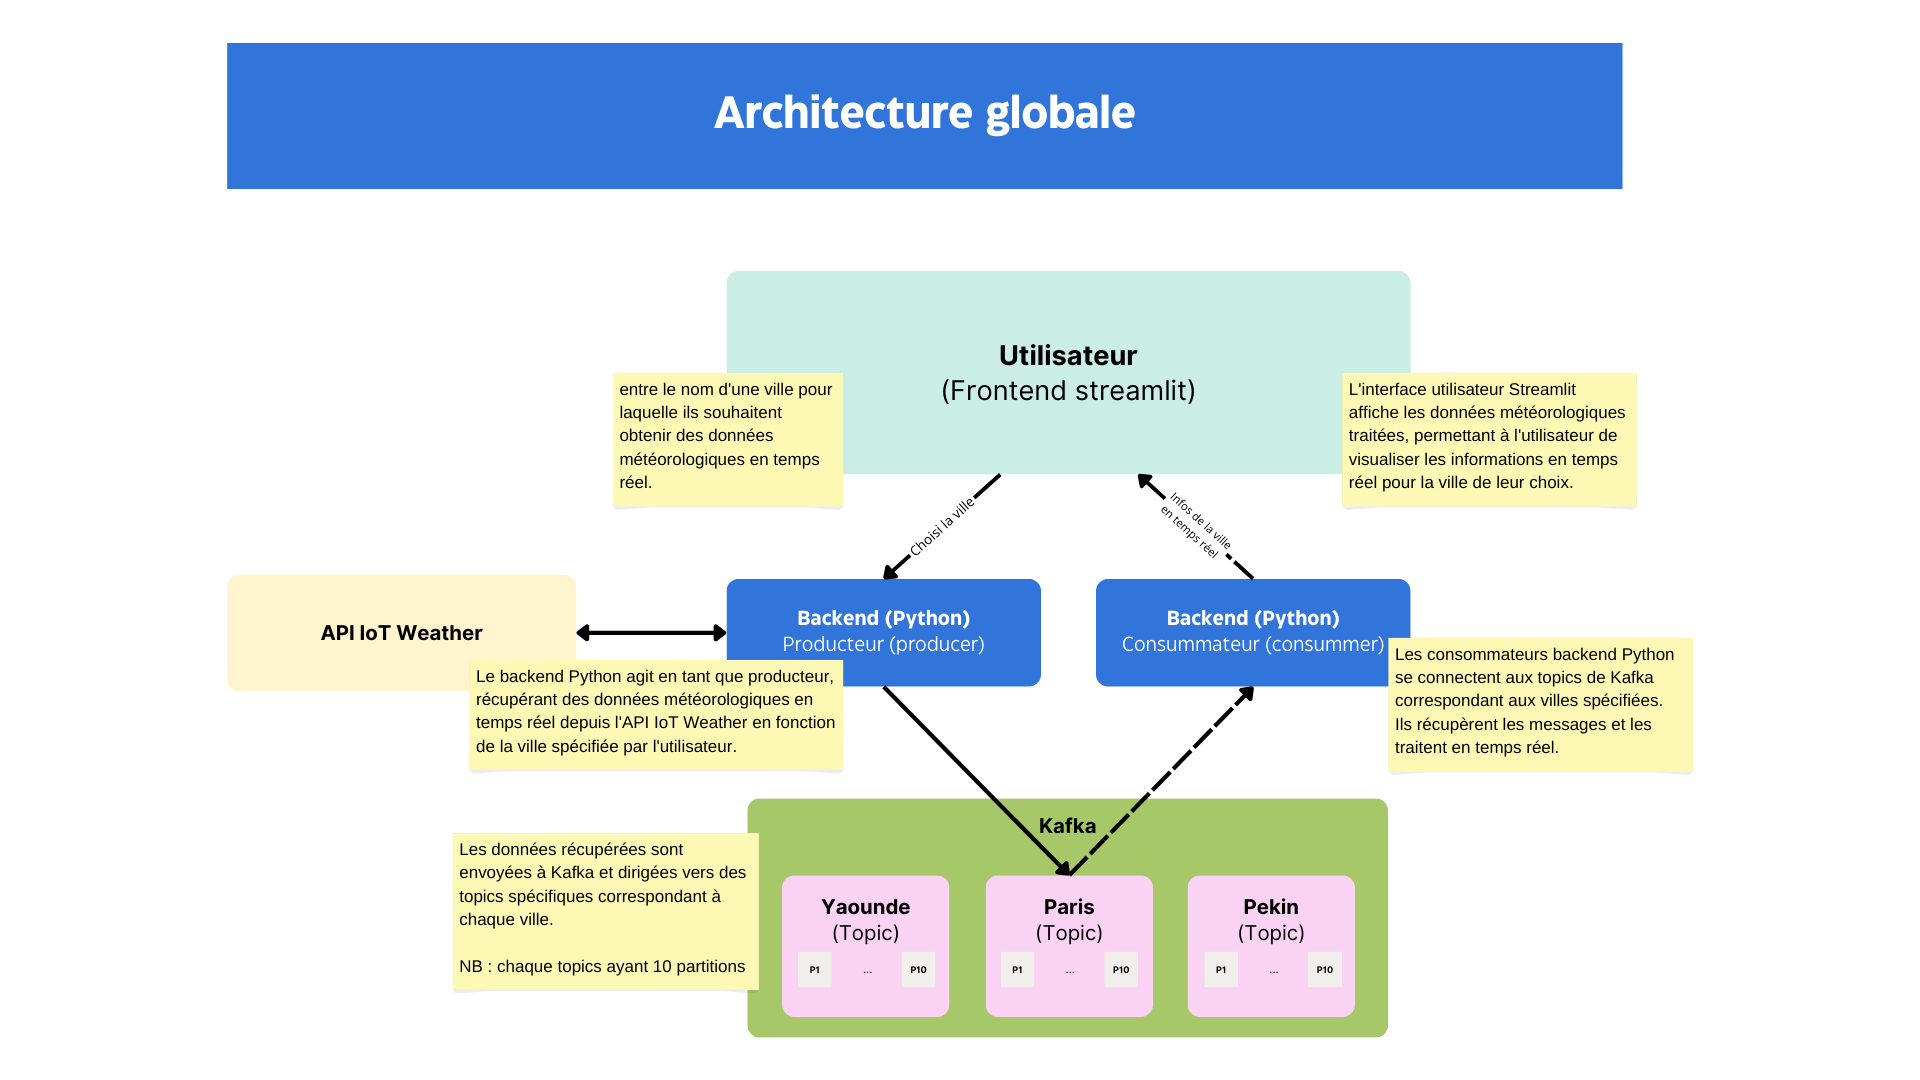 Architecture globale
Utilisateur
(Frontend streamlit)
entre le nom d'une ville pour
laquelle ils souhaitent
obtenir des données
météorologiques en temps
réel.
L'interface utilisateur Streamlit
affiche les données météorologiques
traitées, permettant à l'utilisateur de
visualiser les informations en temps
réel pour la ville de leur choix.
Choisi la ville
Infos de la ville
en temps réel
API IoT Weather
Backend (Python)
Producteur (producer)
Backend (Python)
Consummateur (consummer)
Le backend Python agit en tant que producteur,
récupérant des données météorologiques en
temps réel depuis l'API IoT Weather en fonction
de la ville spécifiée par l'utilisateur.
Les consommateurs backend Python
se connectent aux topics de Kafka
correspondant aux villes spécifiées.
Ils récupèrent les messages et les
traitent en temps réel.
Kafka
Les données récupérées sont
envoyées à Kafka et dirigées vers des
topics spécifiques correspondant à
chaque ville.
NB : chaque topics ayant 10 partitions
Yaounde
(Topic)
P1 ... P10
Paris
(Topic)
P1 ... P10
Pekin
(Topic)
P1 ... P10